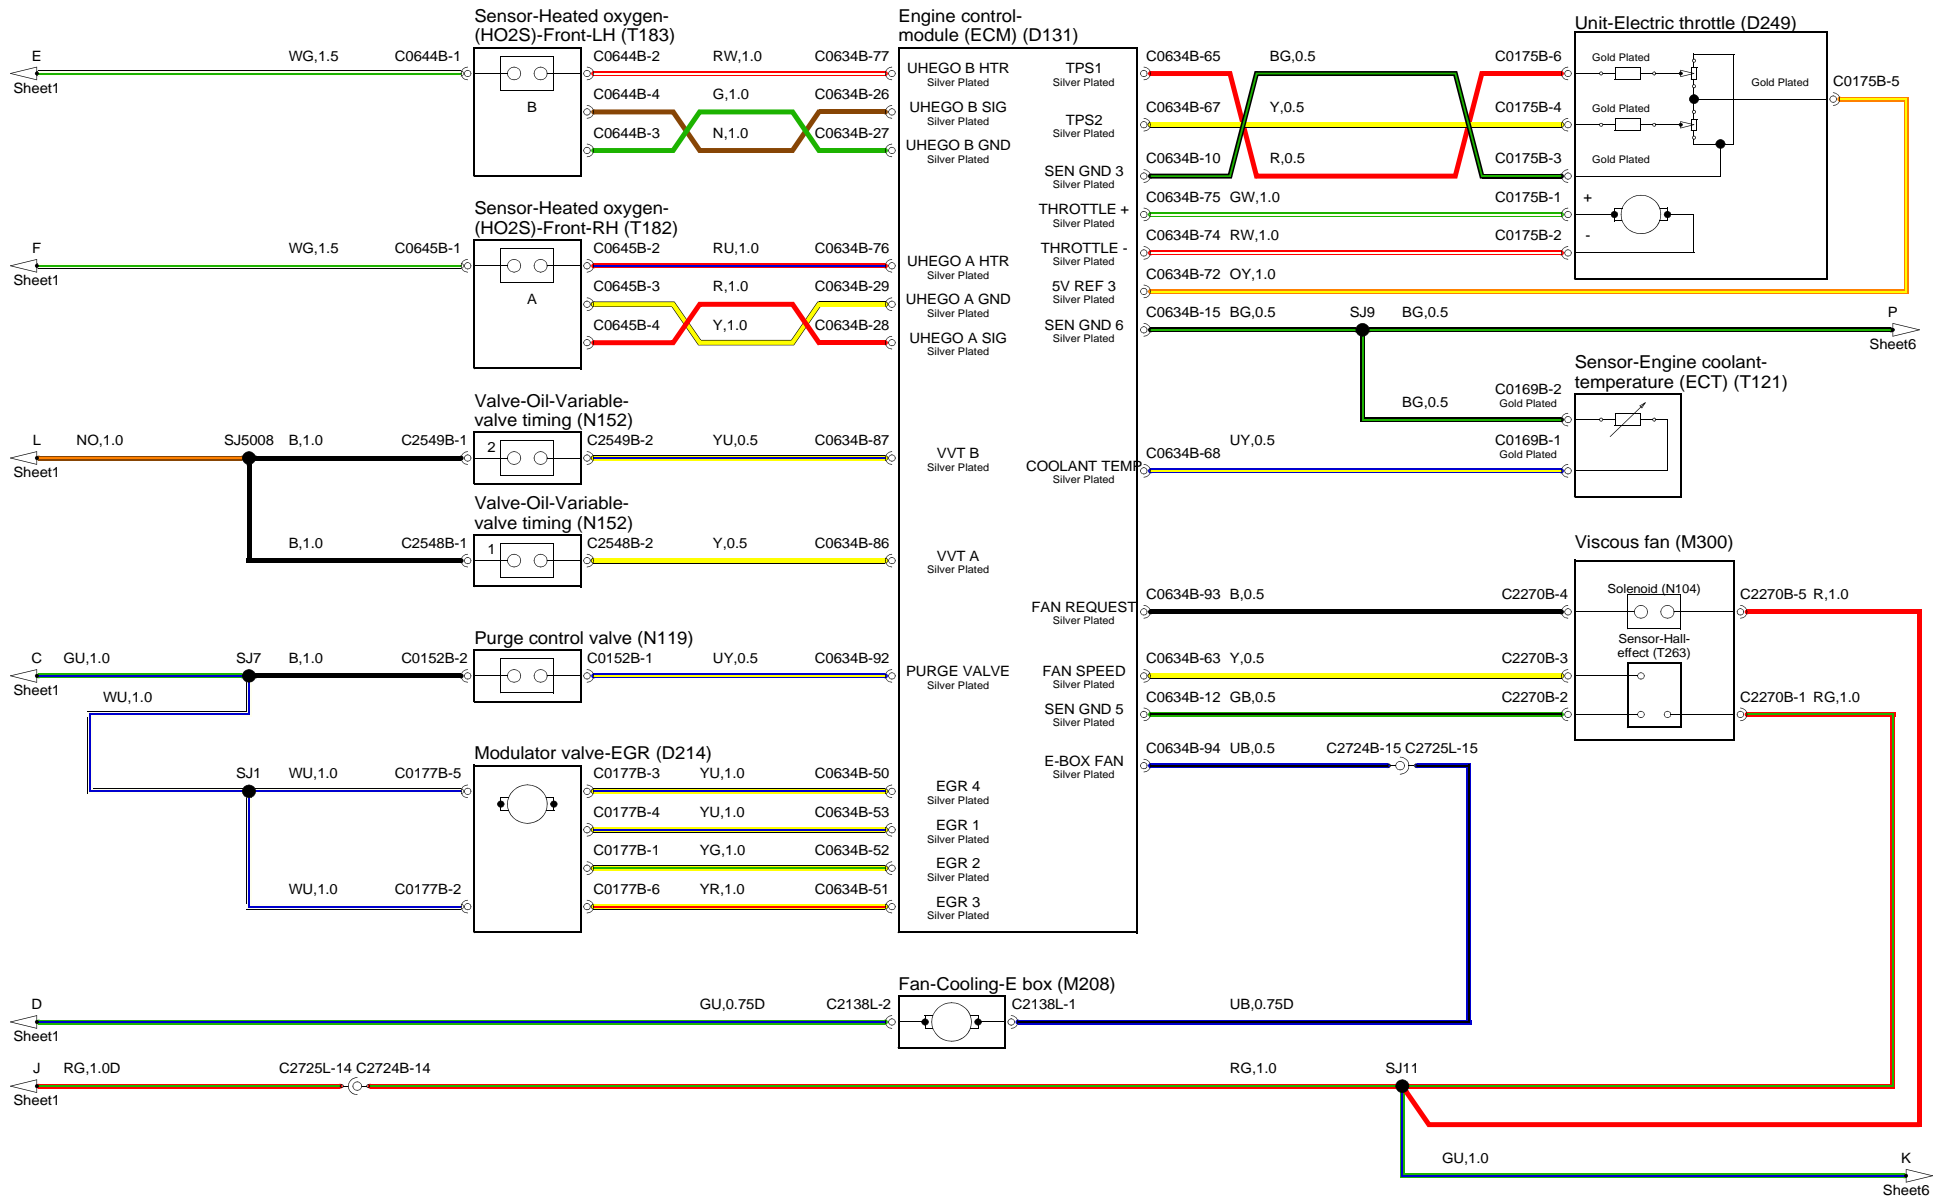 Sensor-Heated oxygen-
(HO2S)-Front-LH (T183)
E
Sheet1
WG,1.5
C0644B-1
C0644B-2
RW,1.0
C0634B-77
C0644B-4
G,1.0
C0634B-26
B
C0644B-3
N,1.0
C0634B-27
Sensor-Heated oxygen-
(HO2S)-Front-RH (T182)
F
Sheet1
WG,1.5
C0645B-1
C0645B-2
RU,1.0
C0634B-76
C0645B-3
R,1.0
C0634B-29
A
C0645B-4
Y,1.0
C0634B-28
Valve-Oil-Variable-
valve timing (N152)
L
Sheet1
NO,1.0
SJ5008
B,1.0
C2549B-1
2
C2549B-2
YU,0.5
C0634B-87
Valve-Oil-Variable-
valve timing (N152)
B,1.0
C2548B-1
1
C2548B-2
Y,0.5
C0634B-86
Purge control valve (N119)
C
Sheet1
GU,1.0
SJ7
B,1.0
C0152B-2
C0152B-1
UY,0.5
C0634B-92
WU,1.0
Modulator valve-EGR (D214)
SJ1
WU,1.0
C0177B-5
C0177B-3
YU,1.0
C0634B-50
C0177B-4
YU,1.0
C0634B-53
C0177B-1
YG,1.0
C0634B-52
WU,1.0
C0177B-2
C0177B-6
YR,1.0
C0634B-51
Engine control-
module (ECM) (D131)
UHEGO B HTR
Silver Plated
UHEGO B SIG
Silver Plated
UHEGO B GND
Silver Plated
UHEGO A HTR
Silver Plated
UHEGO A GND
Silver Plated
UHEGO A SIG
Silver Plated
VVT B
Silver Plated
VVT A
Silver Plated
PURGE VALVE
Silver Plated
EGR 4
Silver Plated
EGR 1
Silver Plated
EGR 2
Silver Plated
EGR 3
Silver Plated
TPS1
Silver Plated
TPS2
Silver Plated
SEN GND 3
Silver Plated
THROTTLE +
Silver Plated
THROTTLE -
Silver Plated
5V REF 3
Silver Plated
SEN GND 6
Silver Plated
COOLANT TEMP
Silver Plated
FAN REQUEST
Silver Plated
FAN SPEED
Silver Plated
SEN GND 5
Silver Plated
E-BOX FAN
Silver Plated
Unit-Electric throttle (D249)
C0634B-65
BG,0.5
C0175B-6
Gold Plated
Gold Plated
C0175B-5
C0634B-67
Y,0.5
C0175B-4
Gold Plated
C0634B-10
R,0.5
C0175B-3
Gold Plated
C0634B-75
GW,1.0
C0175B-1
+
C0634B-74
RW,1.0
C0175B-2
-
C0634B-72
OY,1.0
C0634B-15
BG,0.5
SJ9
BG,0.5
P
Sheet6
Sensor-Engine coolant-
temperature (ECT) (T121)
BG,0.5
C0169B-2
Gold Plated
C0634B-68
UY,0.5
C0169B-1
Gold Plated
Viscous fan (M300)
C0634B-93
B,0.5
C2270B-4
Solenoid (N104)
C2270B-5
R,1.0
Sensor-Hall-
effect (T263)
C0634B-63
Y,0.5
C2270B-3
C0634B-12
GB,0.5
C2270B-2
C2270B-1
RG,1.0
C0634B-94
UB,0.5
C2724B-15
C2725L-15
Fan-Cooling-E box (M208)
D
Sheet1
GU,0.75D
C2138L-2
C2138L-1
UB,0.75D
J
Sheet1
RG,1.0D
C2725L-14
C2724B-14
RG,1.0
SJ11
GU,1.0
K
Sheet6